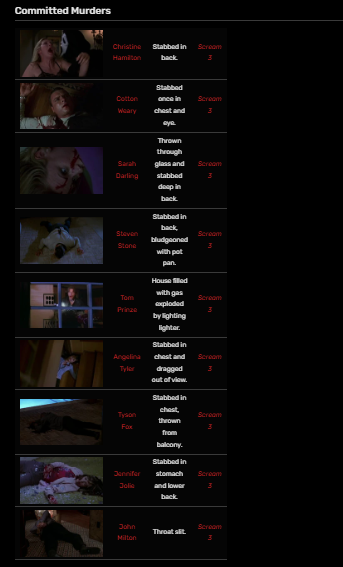 Committed Murders
Christine
Hamilton
Stabbed in
back.
Scream
3
Cotton
Weary
Stabbed
once in
chest and
eye.
Scream
3
Sarah
Darling
Thrown
through
glass and
stabbed
deep in
back.
Scream
3
Steven
Stone
Stabbed in
back,
bludgeoned
with pot
pan.
Scream
3
Tom
Prinze
House filled
with gas
exploded
by lighting
lighter.
Scream
3
Angelina
Tyler
Stabbed in
chest and
dragged
out of view.
Scream
3
Tyson
Fox
Stabbed in
chest,
thrown
from
balcony.
Scream
3
Jennifer
Jolie
Stabbed in
stomach
and lower
back.
Scream
3
John
Milton
Throat slit.
Scream
3